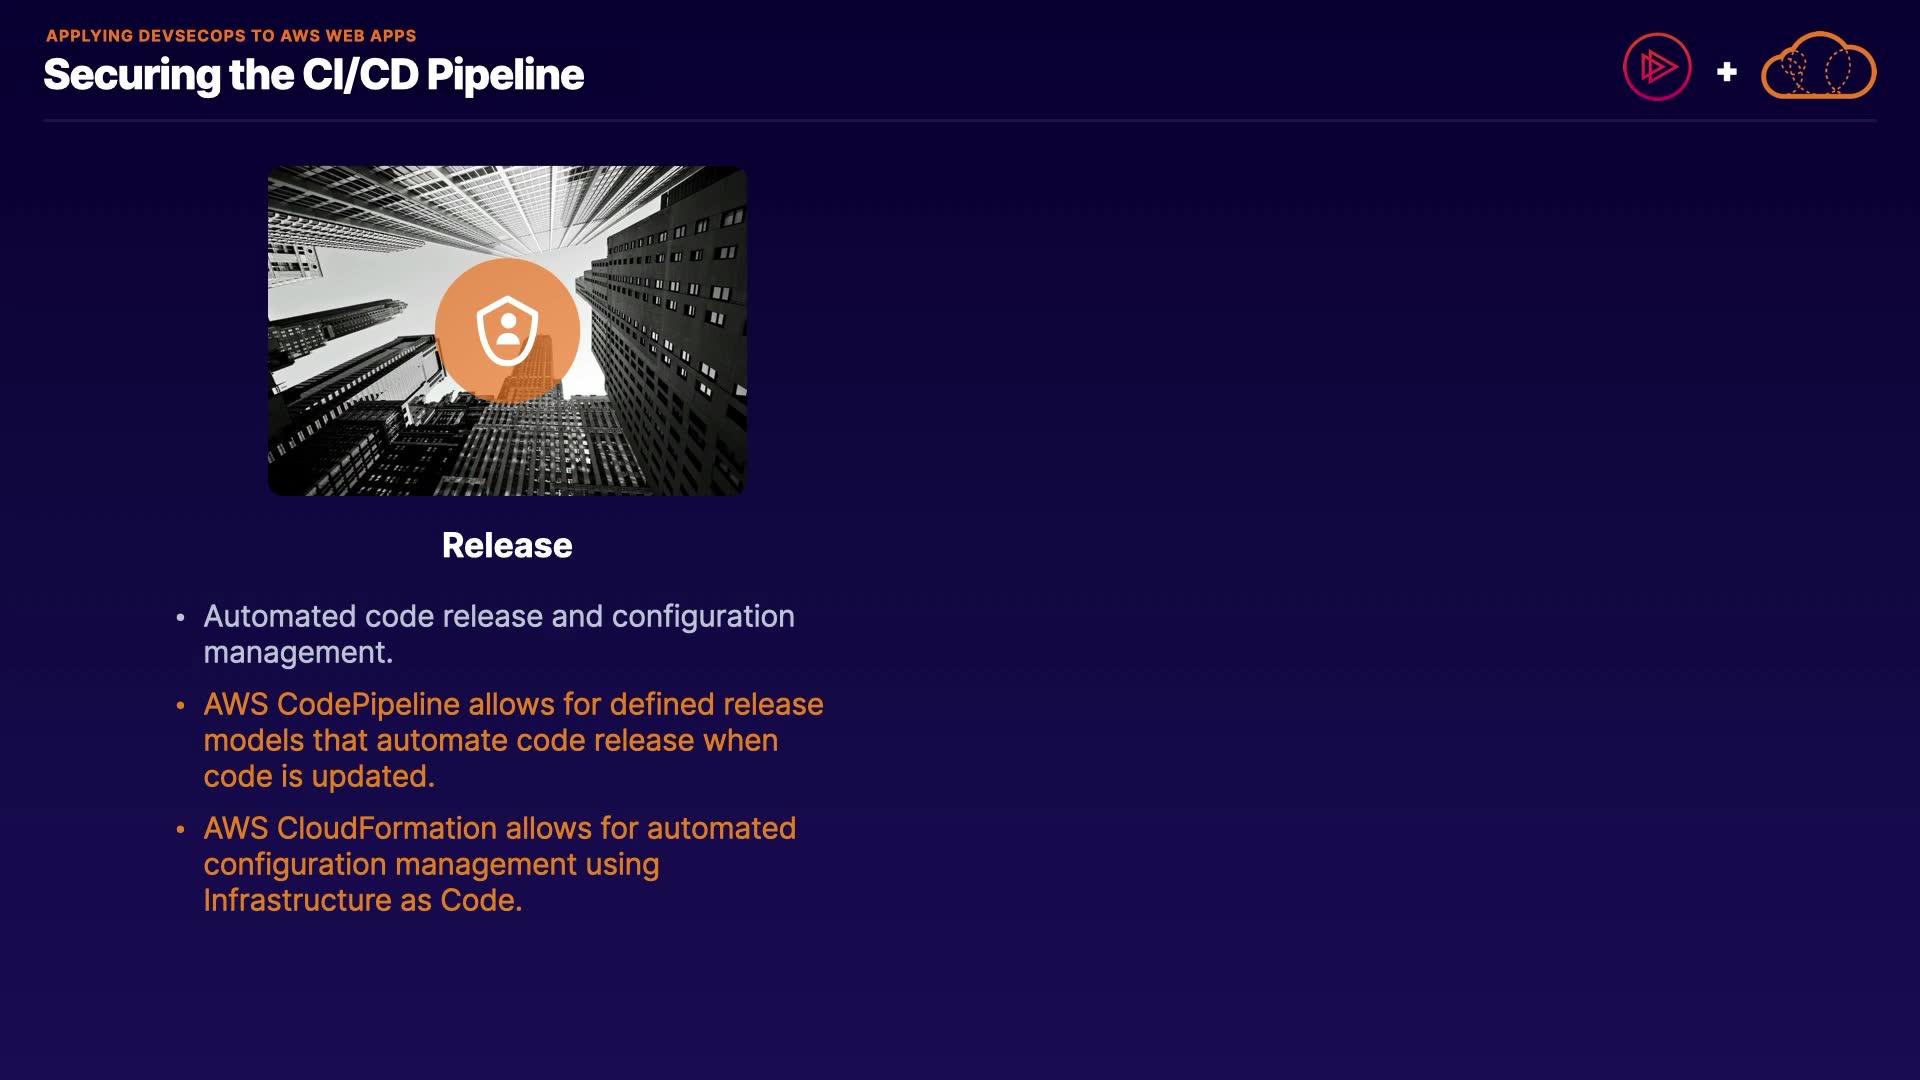 APPLYING DEVSECOPS TO AWS WEB APPS
Securing the CI/CD Pipeline
Release
• Automated code release and configuration
management.
• AWS CodePipeline allows for defined release
models that automate code release when
code is updated.
• AWS CloudFormation allows for automated
configuration management using
Infrastructure as Code.